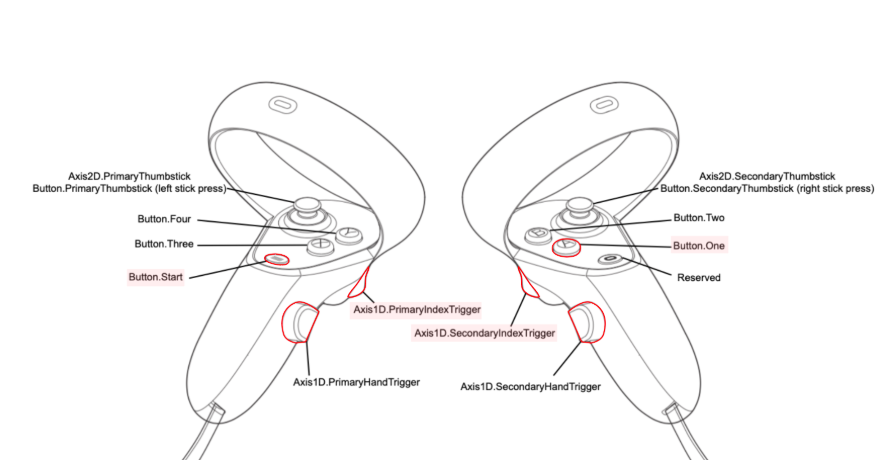 Axis2D.PrimaryThumbstick
Button.PrimaryThumbstick (left stick press)
Button.Four
Button.Three
Button.Start
Axis1D.PrimaryIndexTrigger
Axis1D.PrimaryHandTrigger
Axis2D.SecondaryThumbstick
Button.SecondaryThumbstick (right stick press)
Button.Two
Button.One
Reserved
Axis1D.SecondaryIndexTrigger
Axis1D.SecondaryHandTrigger